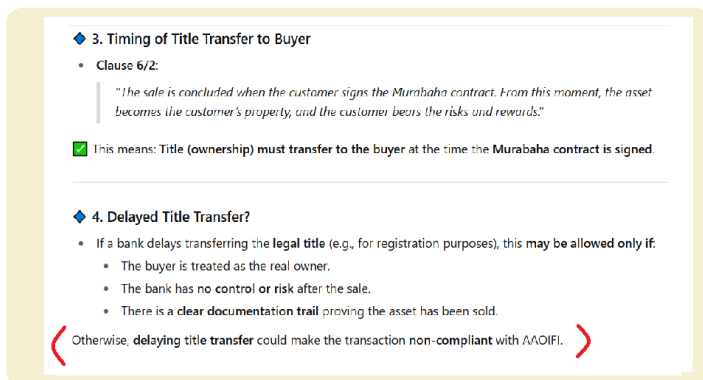 3. Timing of Title Transfer to Buyer
• Clause 6/2:
"The sale is concluded when the customer signs the Murabaha contract. From this moment, the asset
becomes the customer's property, and the customer bears the risks and rewards."
✅ This means: Title (ownership) must transfer to the buyer at the time the Murabaha contract is signed.
4. Delayed Title Transfer?
• If a bank delays transferring the legal title (e.g., for registration purposes), this may be allowed only if:
• The buyer is treated as the real owner.
• The bank has no control or risk after the sale.
• There is a clear documentation trail proving the asset has been sold.
Otherwise, delaying title transfer could make the transaction non-compliant with AAOIFI.